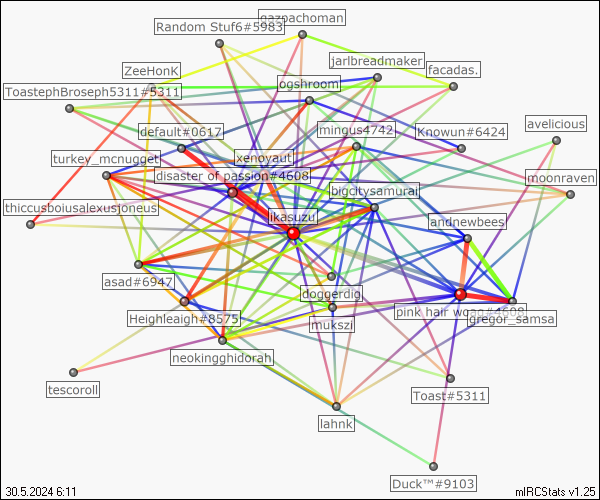 gazpachoman
Random Stuf6#5983
jarlbreadmaker
ZeeHonK
facadas.
ogshroom
ToastephBroseph5311#5311
avelicious
mingus4742
default#0617
Knowun#6424
xenoyaut
turkey_mcnugget
moonraven
disaster of passion#4608
bigcitysamurai
thiccusboiusalexusjoneus
likasuzu
andnewbees
asad#6947
doggerdig
pink hair wgao#4608
Heighleaigh#8575
gregor_samsa
mukszi
neokingghidorah
tescoroll
Toast#5311
lahnk
Duck™#9103
30.5.2024 6:11
mIRCStats v1.25